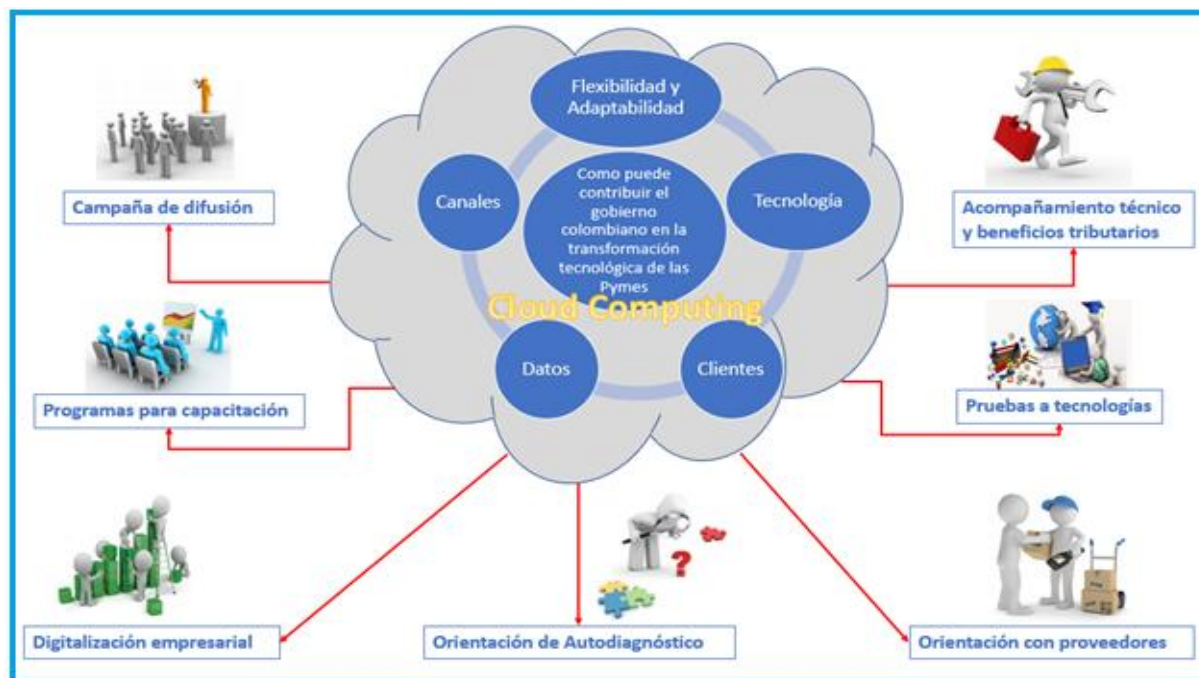 Flexibilidad y
Adaptabilidad
Canales
Como puede
contribuir el
gobierno
colombiano en la
transformación
tecnológica de las
Pymes
Tecnología
Cloud Computing
Datos
Clientes
Campaña de difusión
Acompañamiento técnico
y beneficios tributarios
Programas para capacitación
Pruebas a tecnologías
?
Digitalización empresarial
Orientación de Autodiagnóstico
Orientación con proveedores